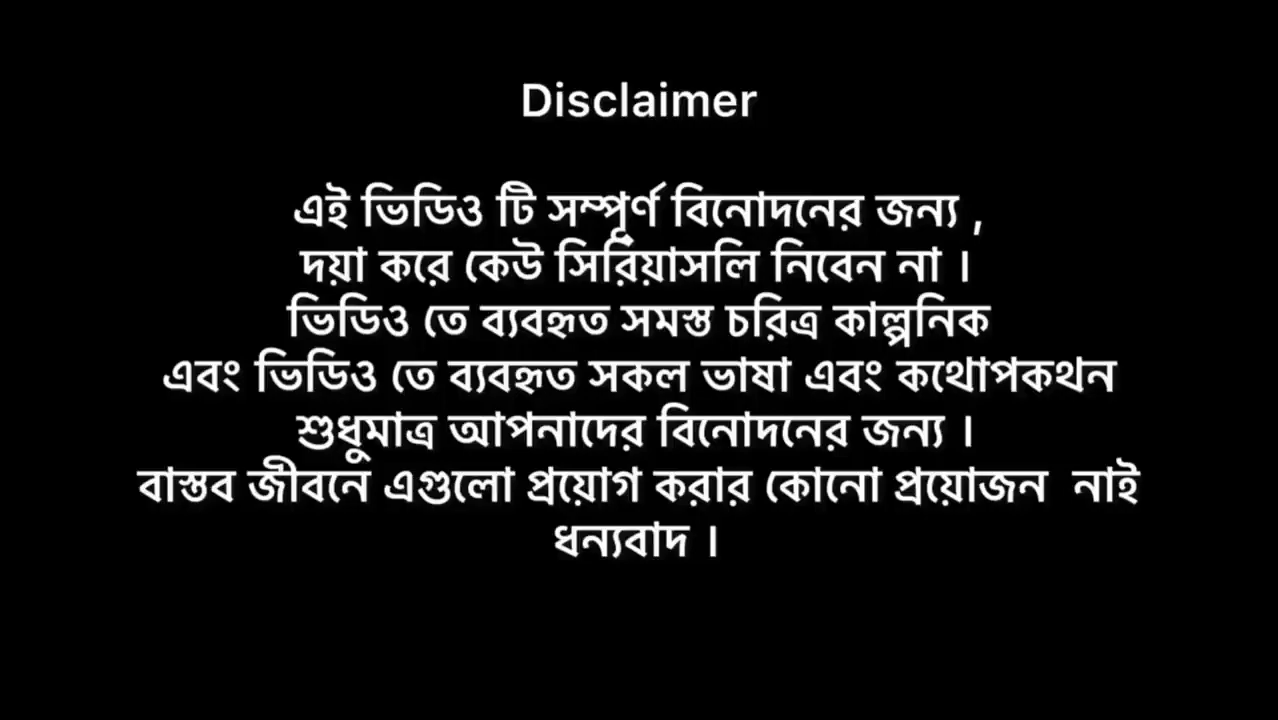 Disclaimer
এই ভিডিও টি সম্পূর্ণ বিনোদনের জন্য ,
দয়া করে কেউ সিরিয়াসলি নিবেন না ।
ভিডিও তে ব্যবহৃত সমস্ত চরিত্র কাল্পনিক
এবং ভিডিও তে ব্যবহৃত সকল ভাষা এবং কথোপকথন
শুধুমাত্র আপনাদের বিনোদনের জন্য ।
বাস্তব জীবনে এগুলো প্রয়োগ করার কোনো প্রয়োজন  নাই
ধন্যবাদ ।